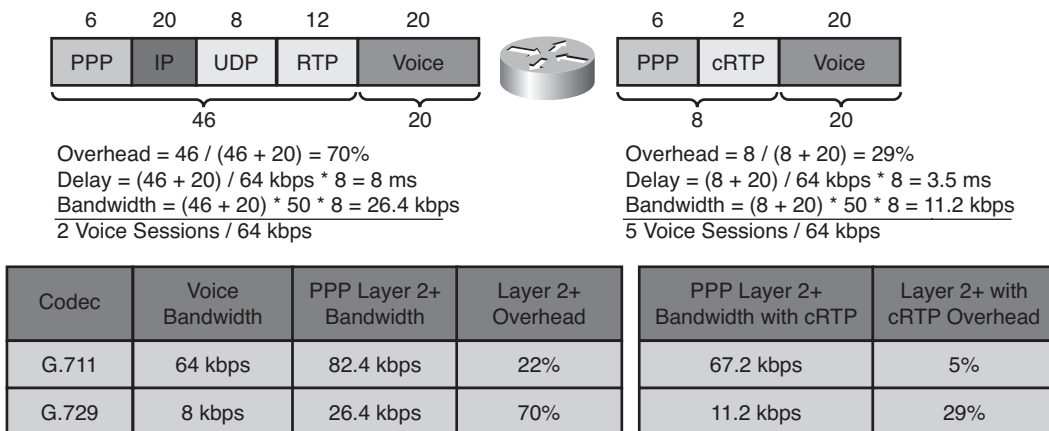 6 20 8 12 20
PPP IP UDP RTP Voice
46 20
Overhead = 46 / (46 + 20) = 70%
Delay = (46 + 20) / 64 kbps * 8 = 8 ms
Bandwidth = (46 + 20) * 50 * 8 = 26.4 kbps
2 Voice Sessions / 64 kbps
6 2 20
PPP cRTP Voice
8 20
Overhead = 8 / (8 + 20) = 29%
Delay = (8 + 20) / 64 kbps * 8 = 3.5 ms
Bandwidth = (8 + 20) * 50 * 8 = 11.2 kbps
5 Voice Sessions / 64 kbps
Codec Voice Bandwidth PPP Layer 2+ Bandwidth Layer 2+ Overhead PPP Layer 2+ Bandwidth with cRTP Layer 2+ with cRTP Overhead
G.711 64 kbps 82.4 kbps 22% 67.2 kbps 5%
G.729 8 kbps 26.4 kbps 70% 11.2 kbps 29%